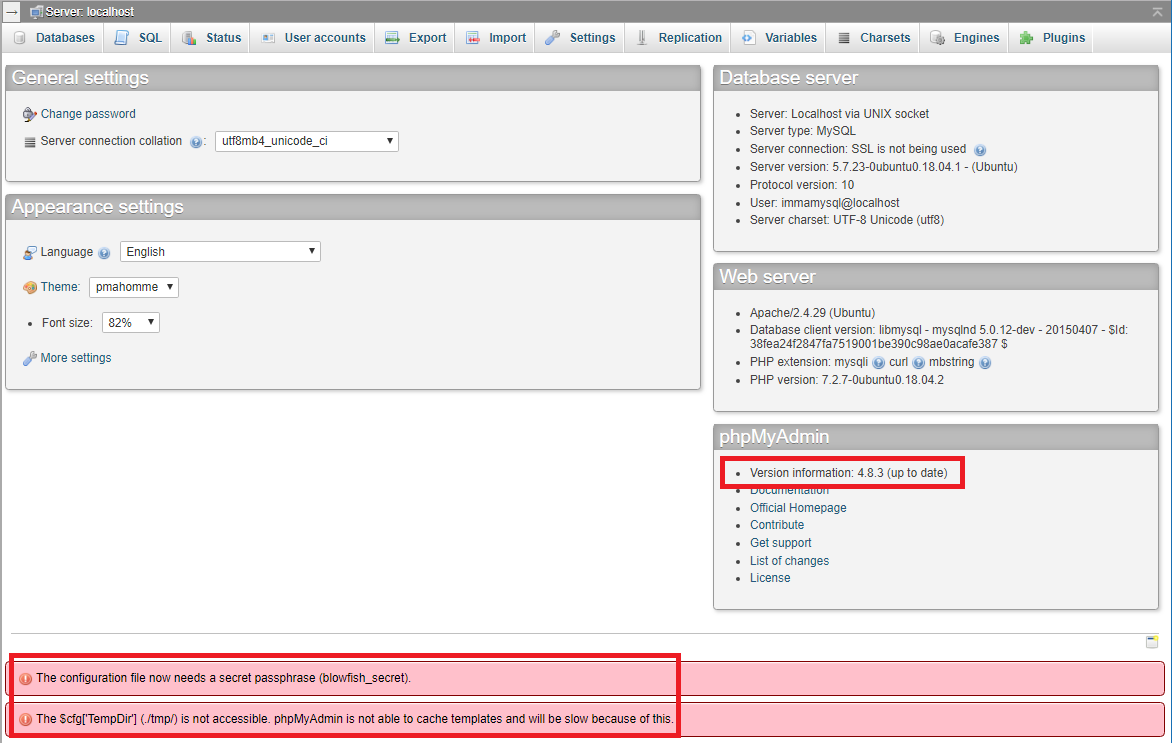 Server: localhost
Databases SQL Status User accounts Export Import Settings Replication Variables Charsets Engines Plugins
General settings
Change password
Server connection collation : utf8mb4_unicode_ci
Appearance settings
Language English
Theme: pmahomme
Font size: 82%
More settings
Database server
Server: Localhost via UNIX socket
Server type: MySQL
Server connection: SSL is not being used
Server version: 5.7.23-0ubuntu0.18.04.1 - (Ubuntu)
Protocol version: 10
User: immamysql@localhost
Server charset: UTF-8 Unicode (utf8)
Web server
Apache/2.4.29 (Ubuntu)
Database client version: libmysql - mysqlnd 5.0.12-dev - 20150407 - $Id:
38fea24f2847fa7519001be390c98ae0acafe387 $
PHP extension: mysqli curl mbstring
PHP version: 7.2.7-0ubuntu0.18.04.2
phpMyAdmin
Version information: 4.8.3 (up to date)
Documentation
Official Homepage
Contribute
Get support
List of changes
License
The configuration file now needs a secret passphrase (blowfish_secret).
The $cfg['TempDir'] (./tmp/) is not accessible. phpMyAdmin is not able to cache templates and will be slow because of this.